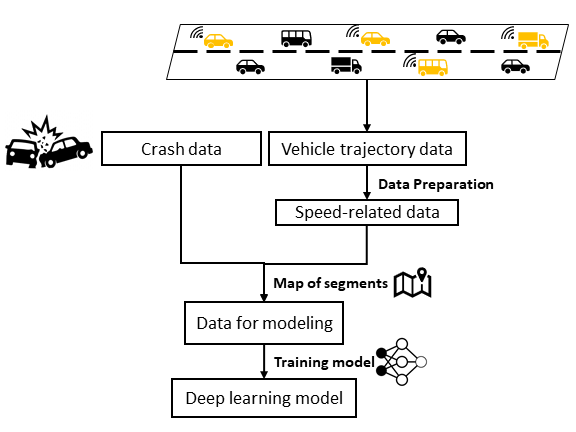 Crash data
Vehicle trajectory data
Data Preparation
Speed-related data
Map of segments
Data for modeling
Training model
Deep learning model